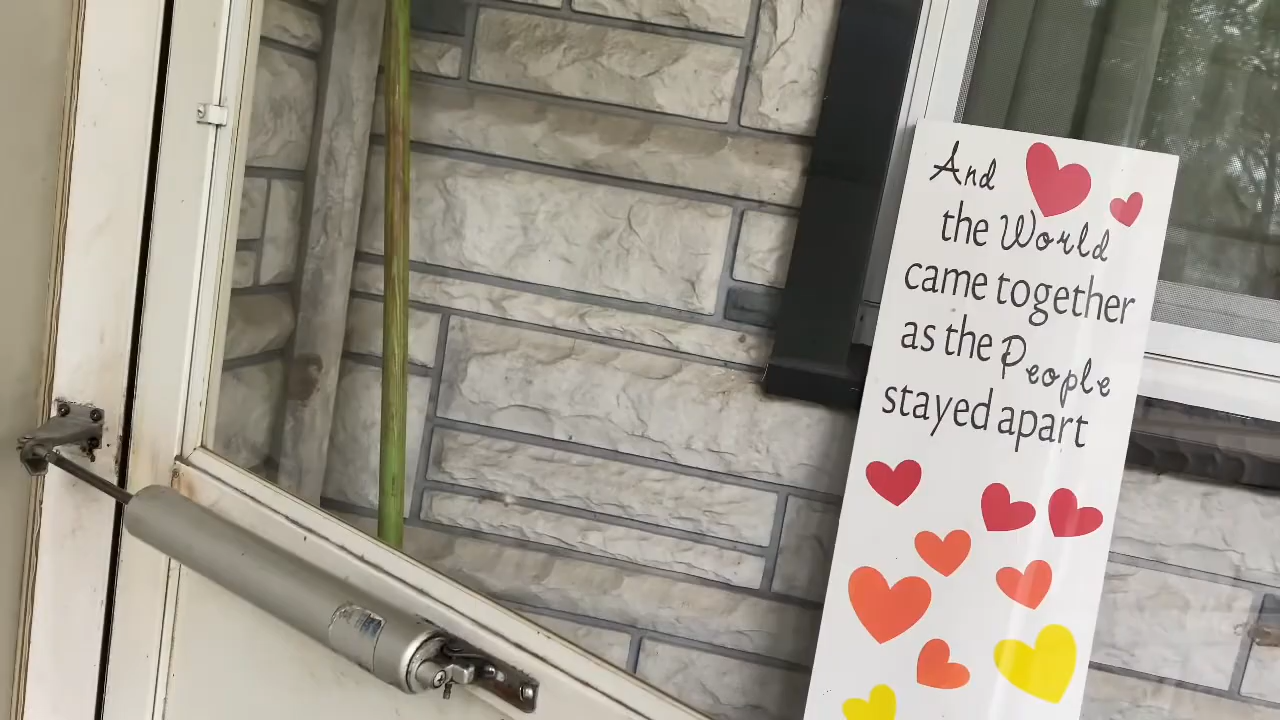 And
the World
came together
as the People
stayed apart